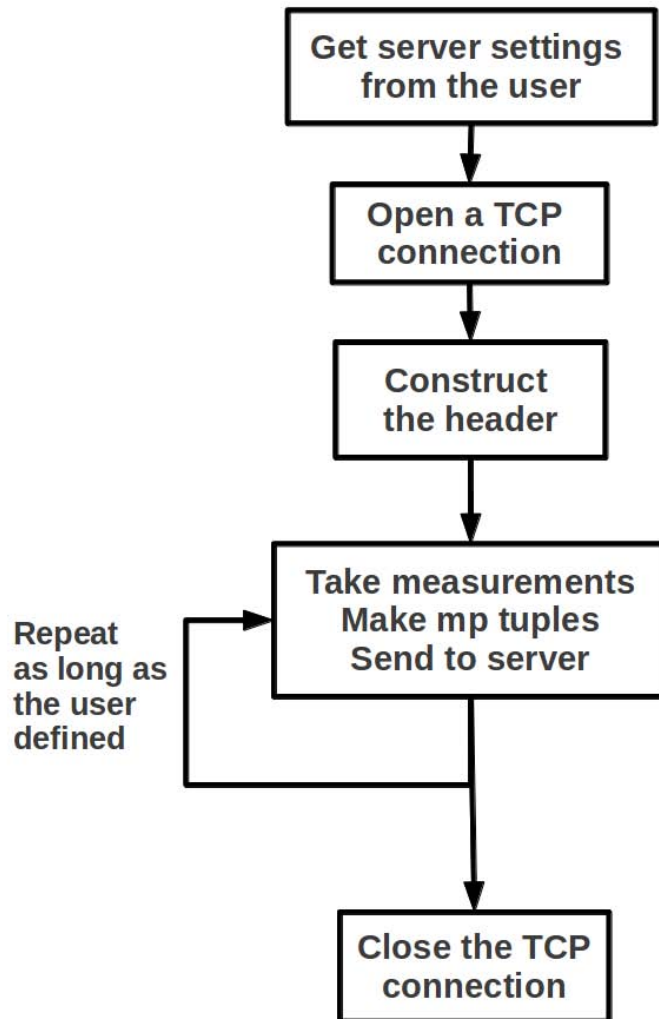 Get server settings
from the user
Open a TCP
connection
Construct
the header
Take measurements
Make mp tuples
Send to server
Repeat
as long as
the user
defined
Close the TCP
connection